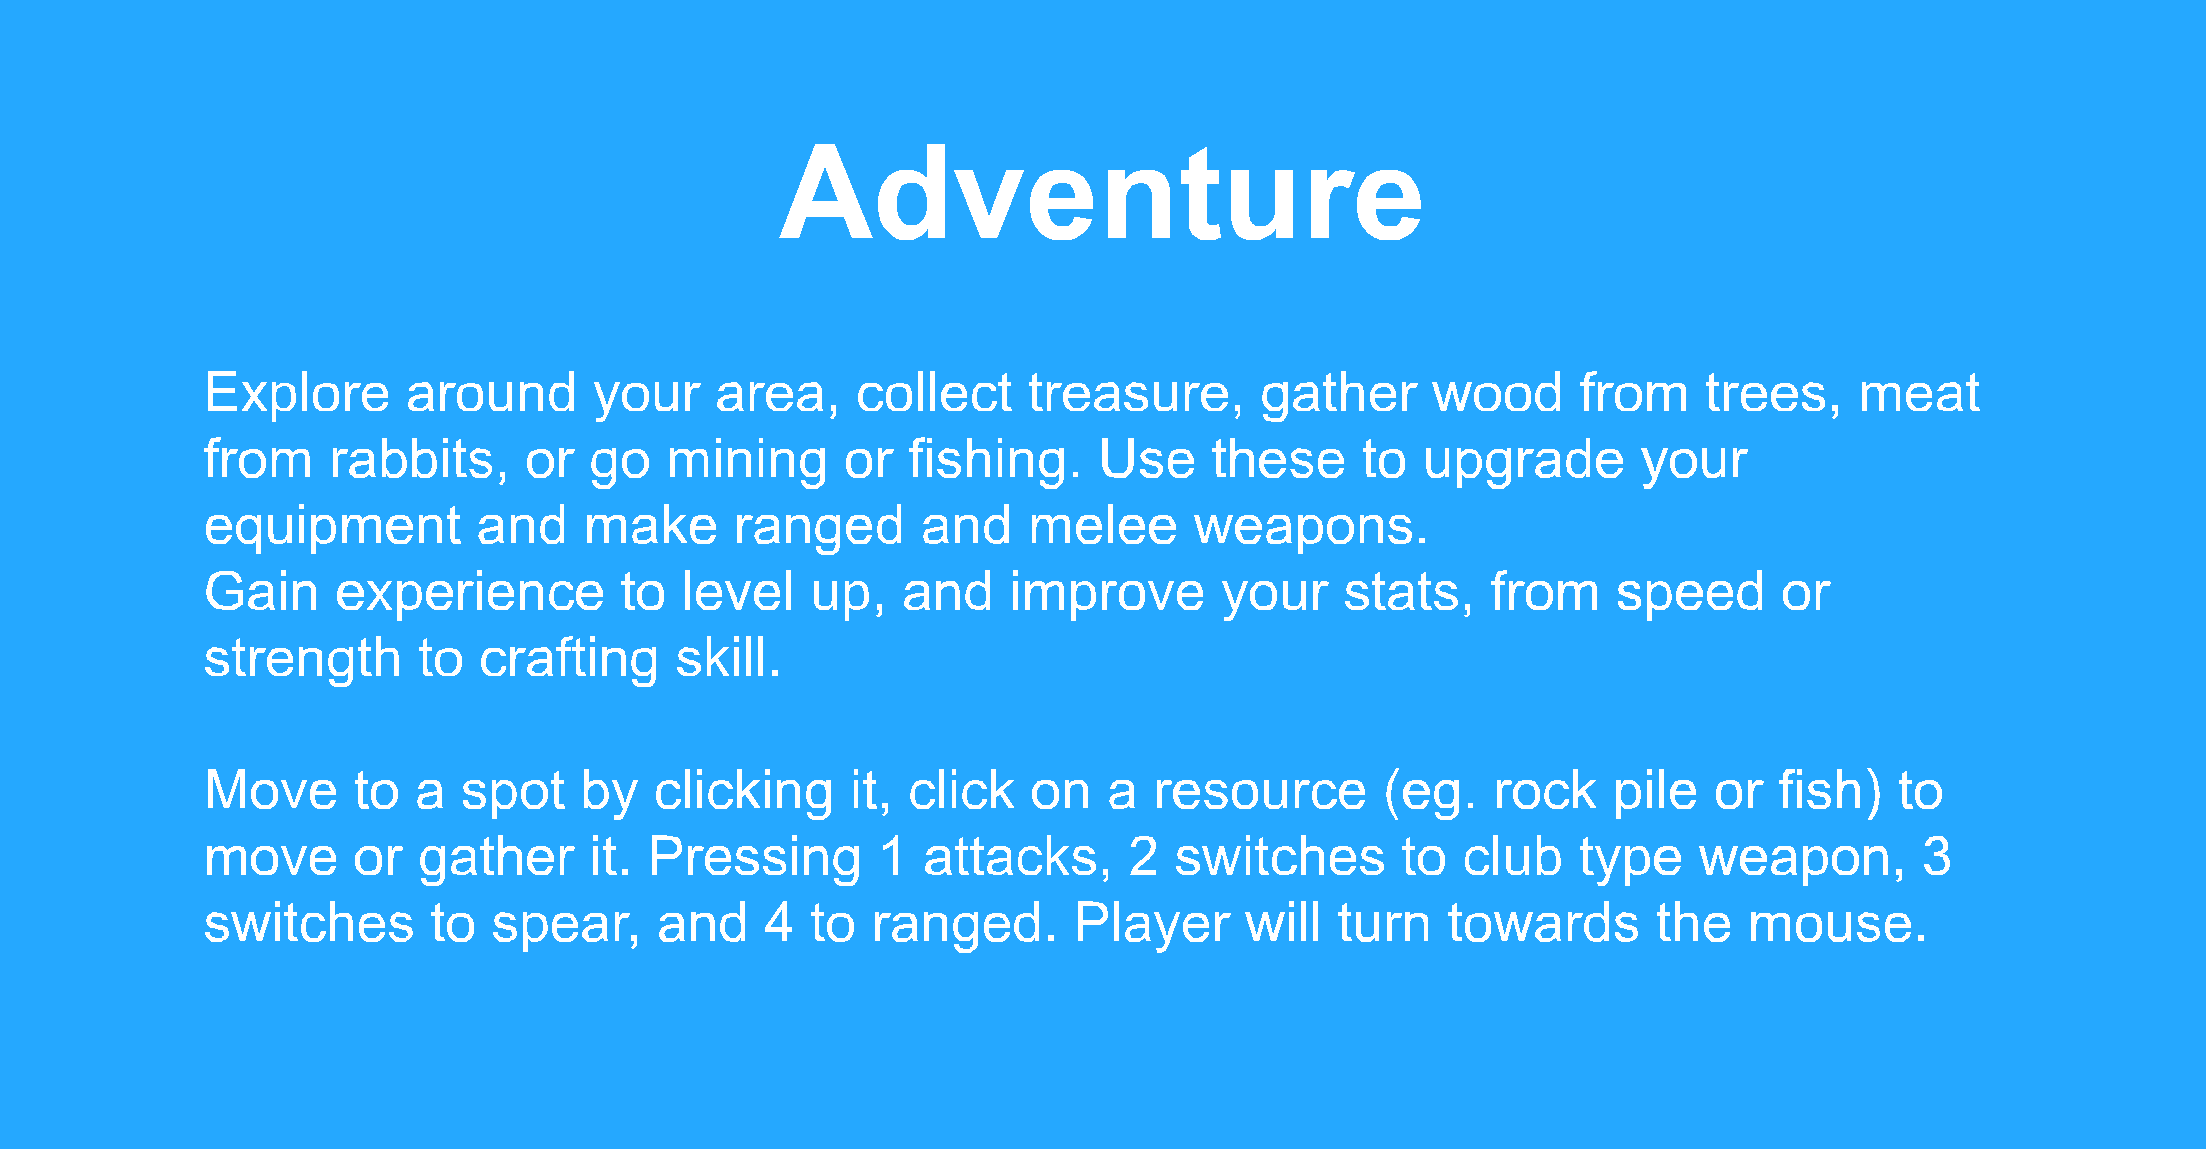 Adventure
Explore around your area, collect treasure, gather wood from trees, meat
from rabbits, or go mining or fishing. Use these to upgrade your
equipment and make ranged and melee weapons.
Gain experience to level up, and improve your stats, from speed or
strength to crafting skill.
Move to a spot by clicking it, click on a resource (eg. rock pile or fish) to
move or gather it. Pressing 1 attacks, 2 switches to club type weapon, 3
switches to spear, and 4 to ranged. Player will turn towards the mouse.